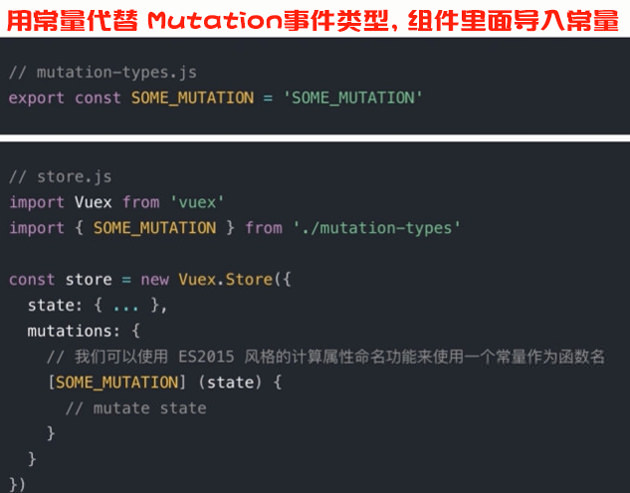 用常量代替 Mutation事件类型, 组件里面导入常量
// mutation-types.js
export const SOME_MUTATION = 'SOME_MUTATION'
// store.js
import Vuex from 'vuex'
import { SOME_MUTATION } from './mutation-types'
const store = new Vuex.Store({
state: { ... },
mutations: {
// 我们可以使用 ES2015 风格的计算属性命名功能来使用一个常量作为函数名
[SOME_MUTATION] (state) {
// mutate state
}
}
})